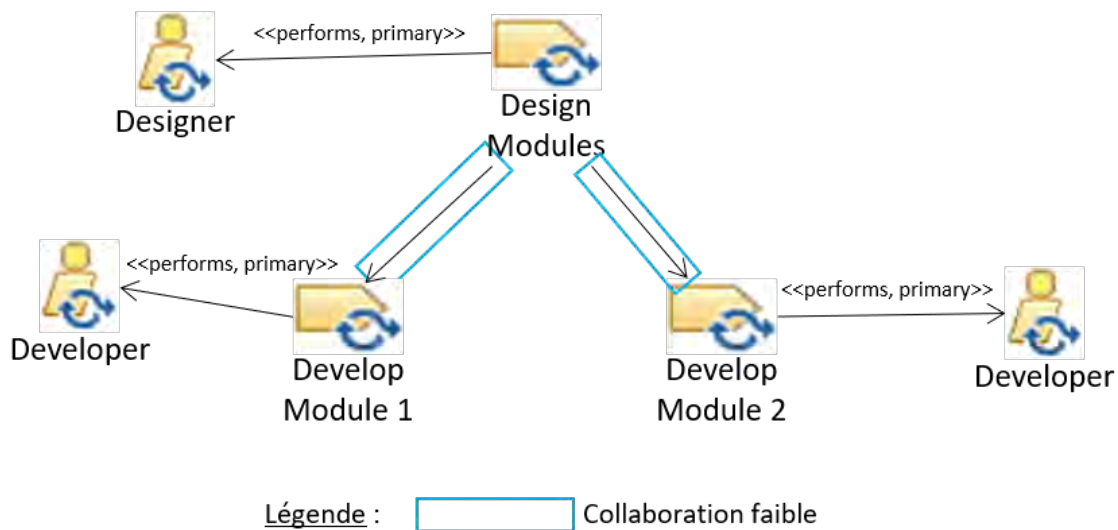 <<performs, primary>>
Designer
Design
Modules
<<performs, primary>>
Developer
Develop
Module 1
<<performs, primary>>
Develop
Module 2
Developer
Légende :
Collaboration faible